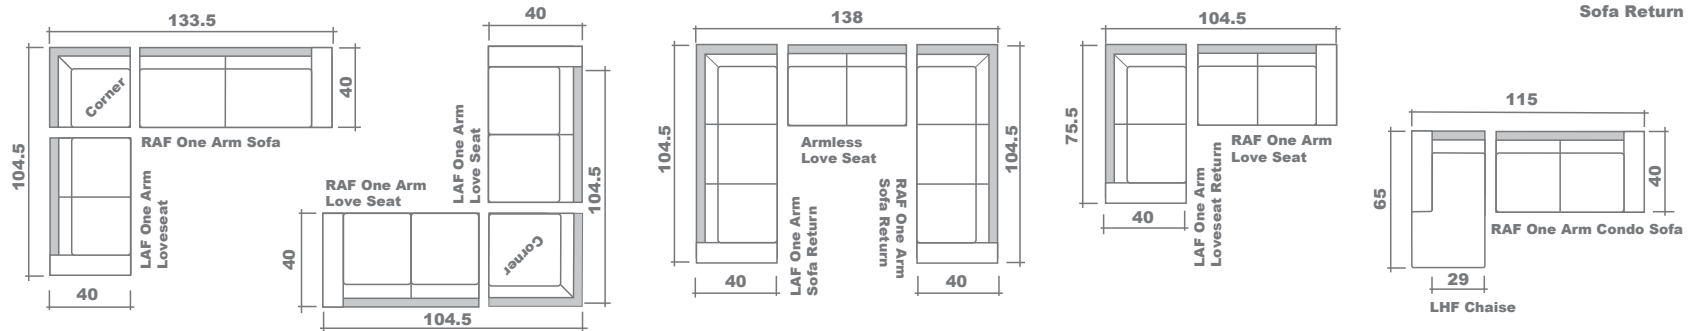 Sofa Return
133.5
Corner
40
RAF One Arm Sofa
104.5
LAF One Arm
Loveseat
40
40
LAF One Arm
Love Seat
104.5
RAF One Arm
Love Seat
40
Corner
104.5
138
104.5
Armless
Love Seat
104.5
LAF One Arm
Sofa Return
RAF One Arm
Sofa Return
40
40
104.5
75.5
RAF One Arm
Love Seat
LAF One Arm
Loveseat Return
40
115
65
40
RAF One Arm Condo Sofa
29
LHF Chaise